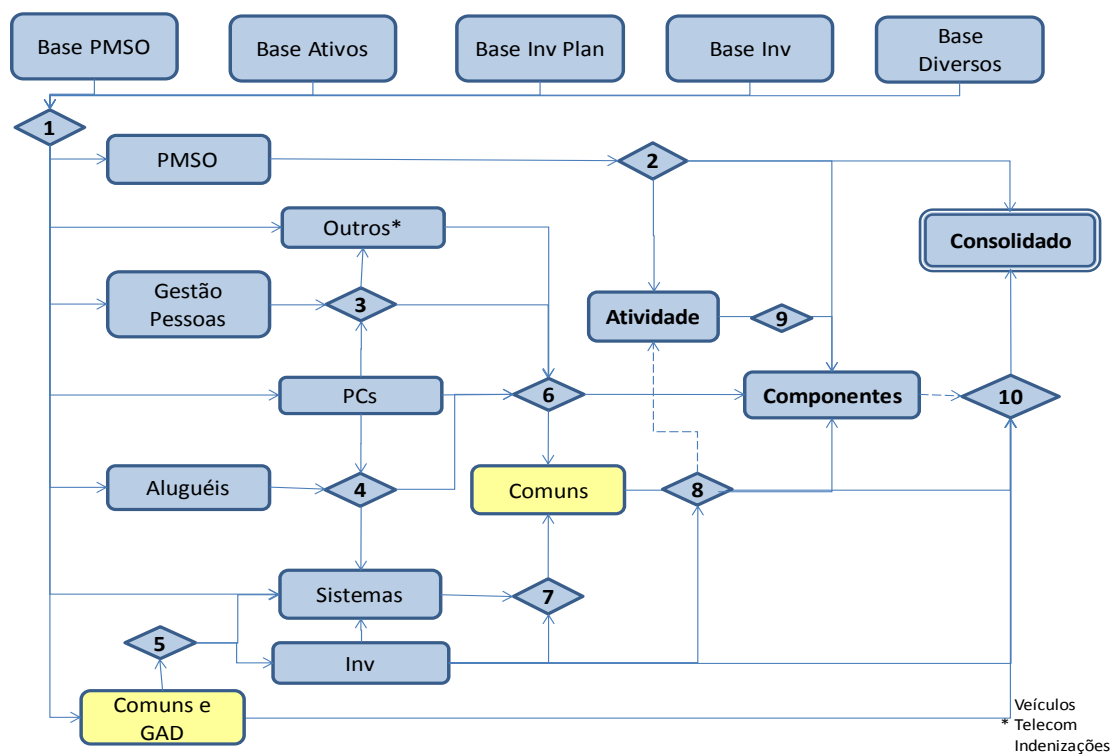 Base PMSO
Base Ativos
Base Inv Plan
Base Inv
Base
Diversos
1
PMSO
2
Outros*
Consolidado
Gestão
Pessoas
3
Atividade
9
PCs
6
Componentes
10
Aluguéis
4
Comuns
8
Sistemas
7
5
Inv
Comuns e
GAD
Veículos
* Telecom
Indenizações